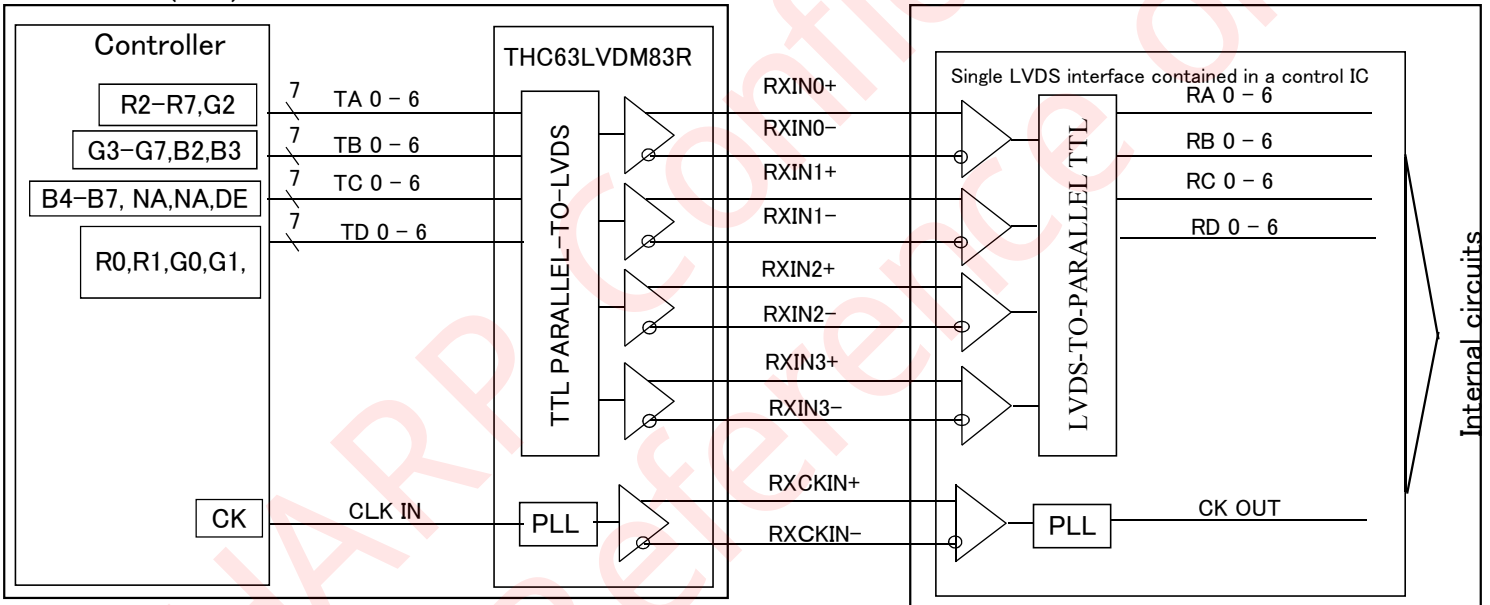 Controller
R2-R7,G2
G3-G7,B2,B3
B4-B7, NA,NA,DE
R0,R1,G0,G1,
CK
7
TA 0 - 6
7
TB 0 - 6
7
TC 0 - 6
7
TD 0 - 6
CLK IN
THC63LVDM83R
TTL PARALLEL-TO-LVDS
PLL
RXIN0+
RXIN0-
RXIN1+
RXIN1-
RXIN2+
RXIN2-
RXIN3+
RXIN3-
RXCKIN+
RXCKIN-
Single LVDS interface contained in a control IC
LVDS-TO-PARALLEL TTL
PLL
RA 0 - 6
RB 0 - 6
RC 0 - 6
RD 0 - 6
CK OUT
Internal circuits